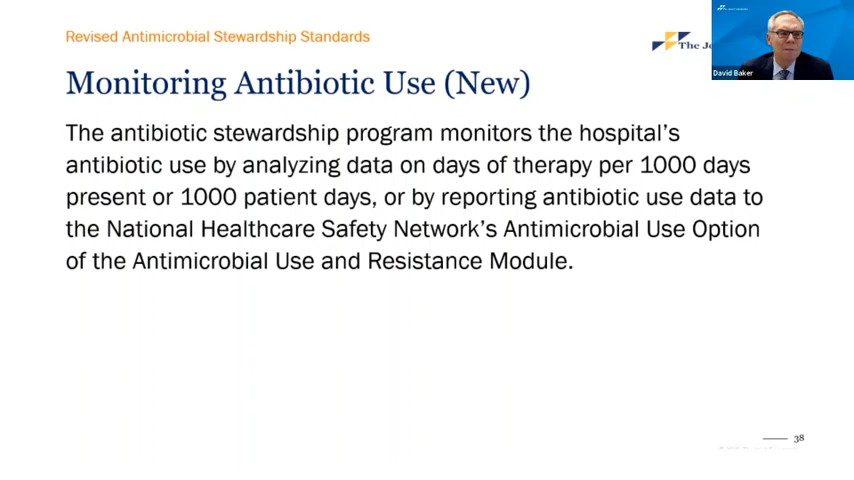 Revised Antimicrobial Stewardship Standards
The
David Baker
Monitoring Antibiotic Use (New)
The antibiotic stewardship program monitors the hospital's
antibiotic use by analyzing data on days of therapy per 1000 days
present or 1000 patient days, or by reporting antibiotic use data to
the National Healthcare Safety Network's Antimicrobial Use Option
of the Antimicrobial Use and Resistance Module.
38